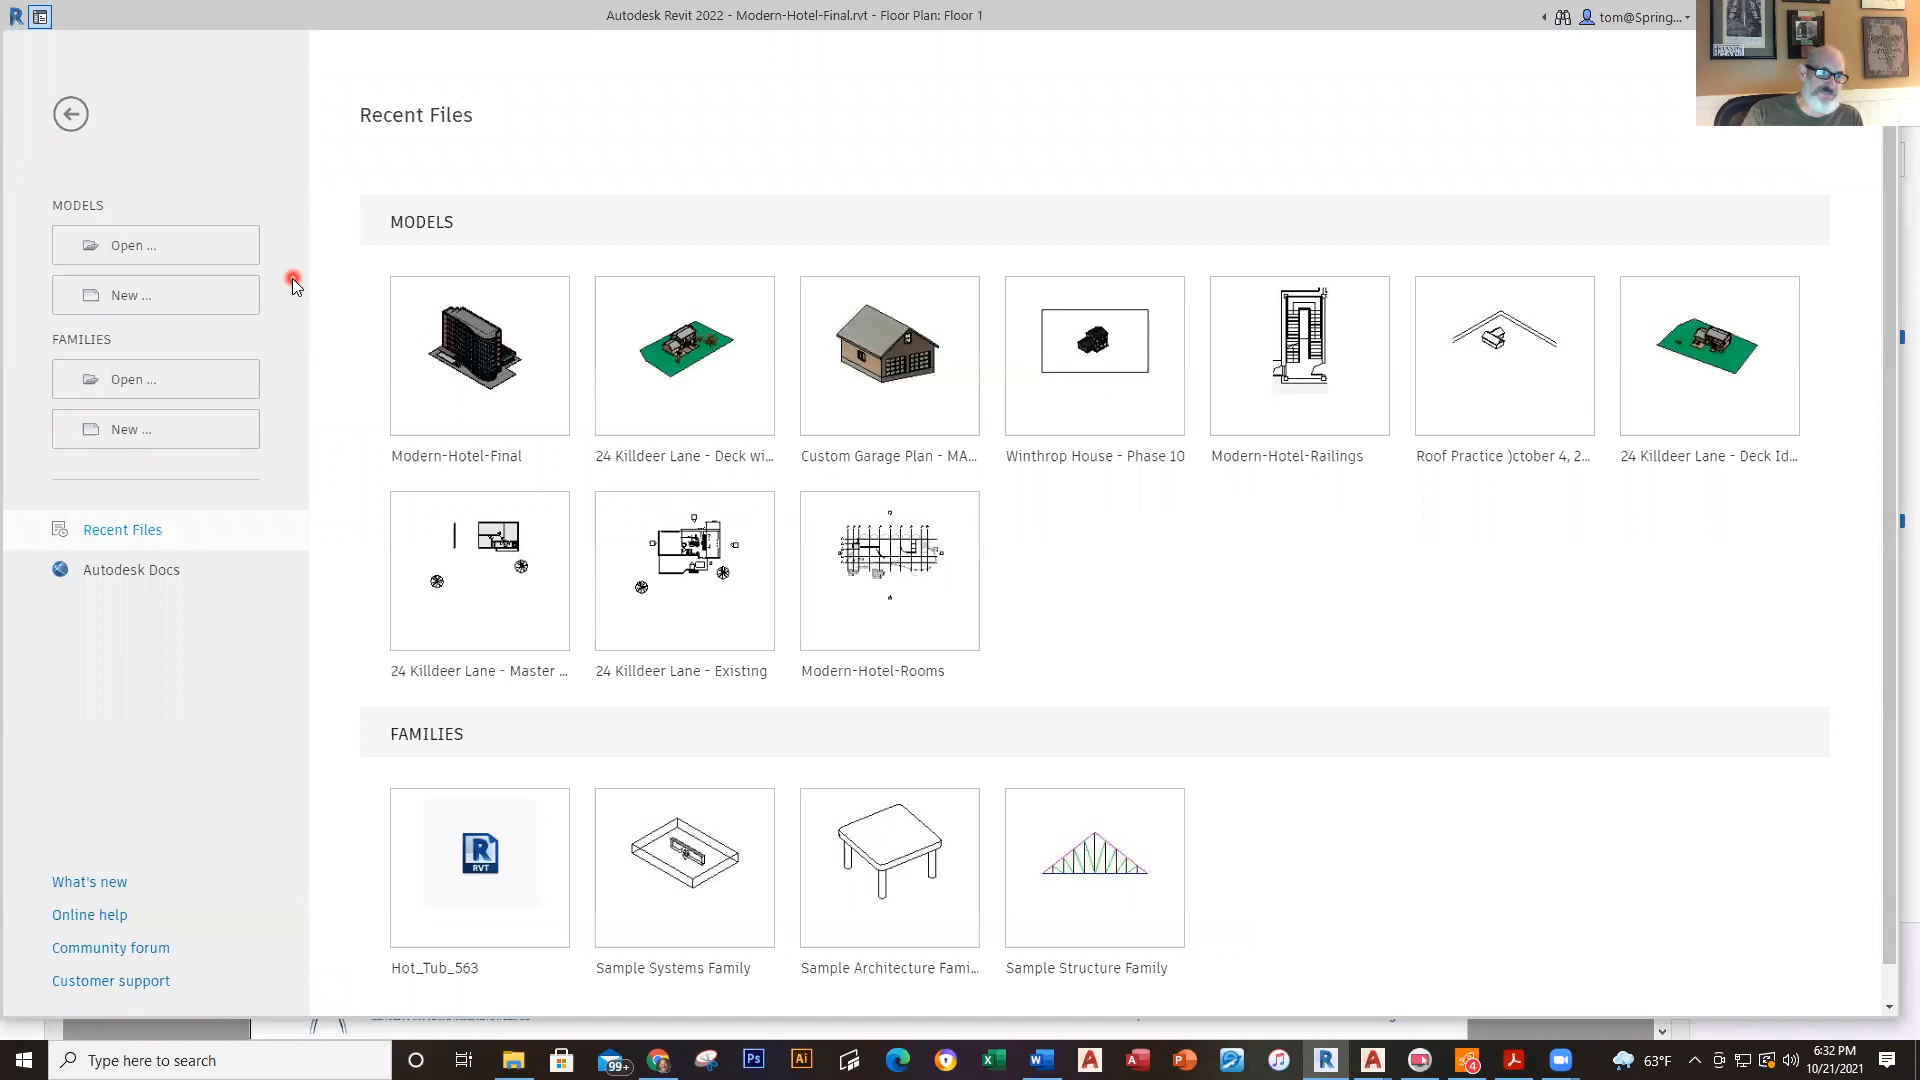 Autodesk Revit 2022 - Modern-Hotel-Final.rvt - Floor Plan: Floor 1
tom@Spring...
Recent Files
MODELS
Open ...
New ...
FAMILIES
Open ...
New ...
Recent Files
Autodesk Docs
What's new
Online help
Community forum
Customer support
MODELS
Modern-Hotel-Final
24 Killdeer Lane - Deck wi...
Custom Garage Plan - MA...
Winthrop House - Phase 10
Modern-Hotel-Railings
Roof Practice )ctober 4, 2...
24 Killdeer Lane - Deck Id...
24 Killdeer Lane - Master ...
24 Killdeer Lane - Existing
Modern-Hotel-Rooms
FAMILIES
R
RVT
Hot_Tub_563
Sample Systems Family
Sample Architecture Fami...
Sample Structure Family
Type here to search
99+
Ps
Ai
4
63°F
6:32 PM
10/21/2021